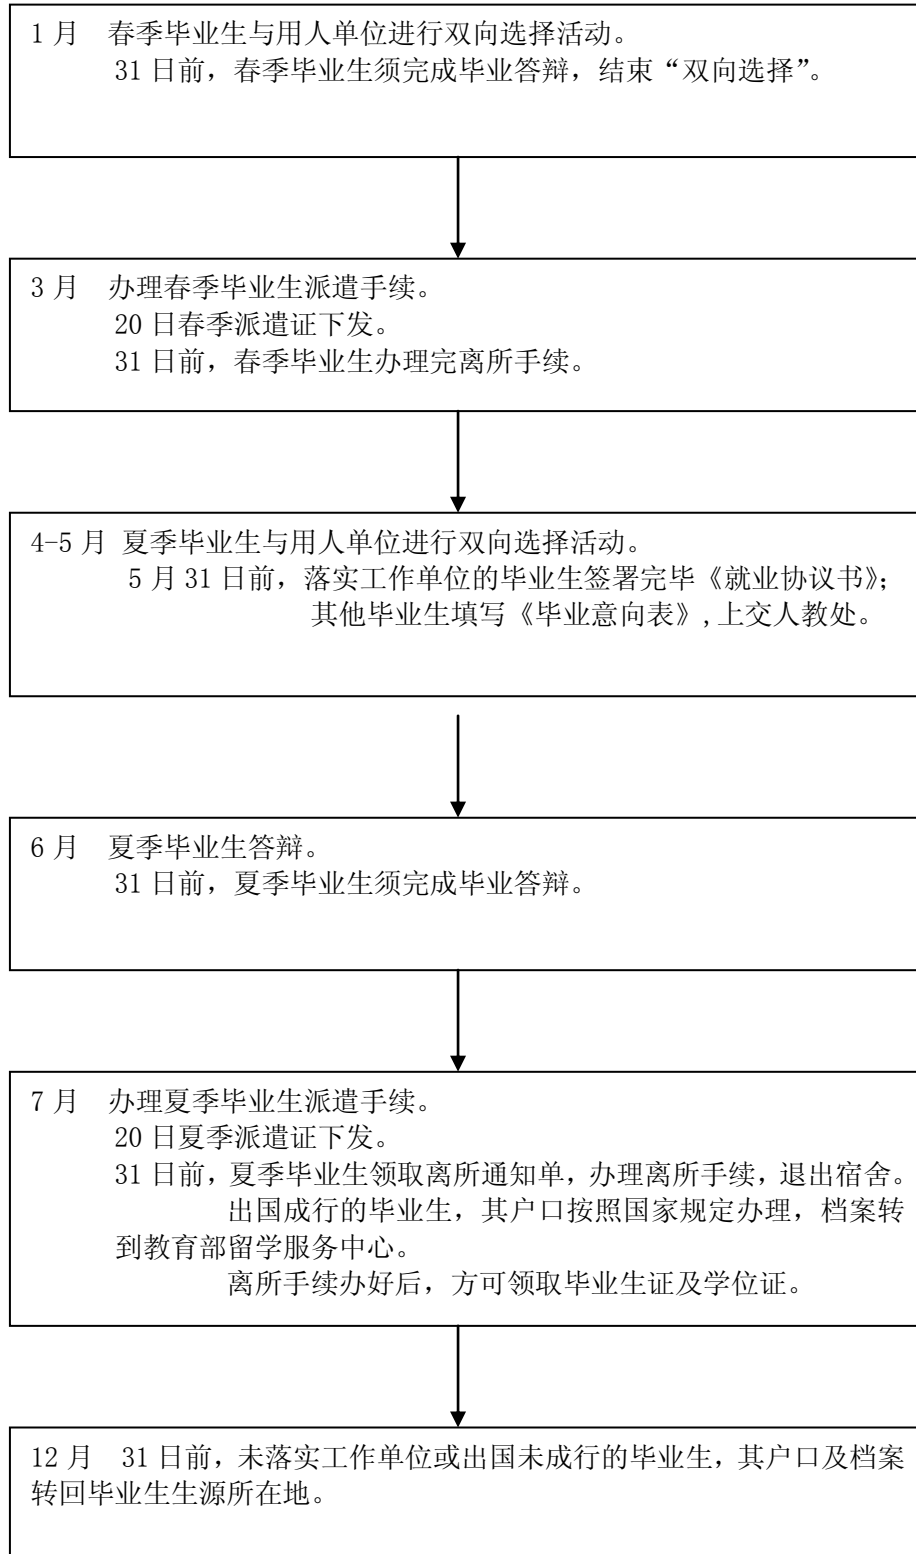 1 月　春季毕业生与用人单位进行双向选择活动。
31 日前，春季毕业生须完成毕业答辩，结束“双向选择”。
3 月　办理春季毕业生派遣手续。
20 日春季派遣证下发。
31 日前，春季毕业生办理完离所手续。
4-5 月 夏季毕业生与用人单位进行双向选择活动。
5 月 31 日前，落实工作单位的毕业生签署完毕《就业协议书》；
其他毕业生填写《毕业意向表》,上交人教处。
6 月　夏季毕业生答辩。
31 日前，夏季毕业生须完成毕业答辩。
7 月　办理夏季毕业生派遣手续。
20 日夏季派遣证下发。
31 日前，夏季毕业生领取离所通知单，办理离所手续，退出宿舍。
出国成行的毕业生，其户口按照国家规定办理，档案转
到教育部留学服务中心。
离所手续办好后，方可领取毕业生证及学位证。
12 月　31 日前，未落实工作单位或出国未成行的毕业生，其户口及档案
转回毕业生生源所在地。